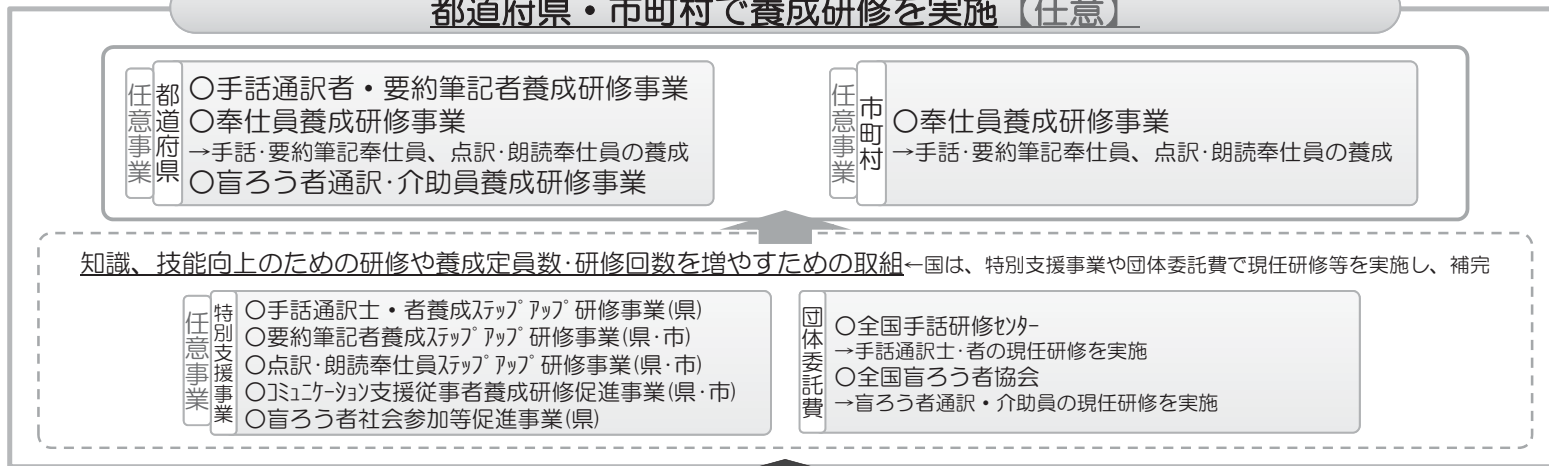 都道府県・市町村で養成研修を実施【任意】
任意事業
都道府県
○手話通訳者・要約筆記者養成研修事業
○奉仕員養成研修事業
→手話･要約筆記奉仕員、点訳･朗読奉仕員の養成
○盲ろう者通訳･介助員養成研修事業
任意事業
市町村
○奉仕員養成研修事業
→手話･要約筆記奉仕員、点訳･朗読奉仕員の養成
知識、技能向上のための研修や養成定員数･研修回数を増やすための取組←国は、特別支援事業や団体委託費で現任研修等を実施し、補完
任意事業
特別支援事業
○手話通訳士・者養成ｽﾃｯﾌﾟｱｯﾌﾟ研修事業(県)
○要約筆記者養成ｽﾃｯﾌﾟｱｯﾌﾟ研修事業(県･市)
○点訳･朗読奉仕員ｽﾃｯﾌﾟｱｯﾌﾟ研修事業(県･市)
○ｺﾐｭﾆｹｰｼｮﾝ支援従事者養成研修促進事業(県･市)
○盲ろう者社会参加等促進事業(県)
団体委託費
○全国手話研修ｾﾝﾀｰ
→手話通訳士･者の現任研修を実施
○全国盲ろう者協会
→盲ろう者通訳・介助員の現任研修を実施